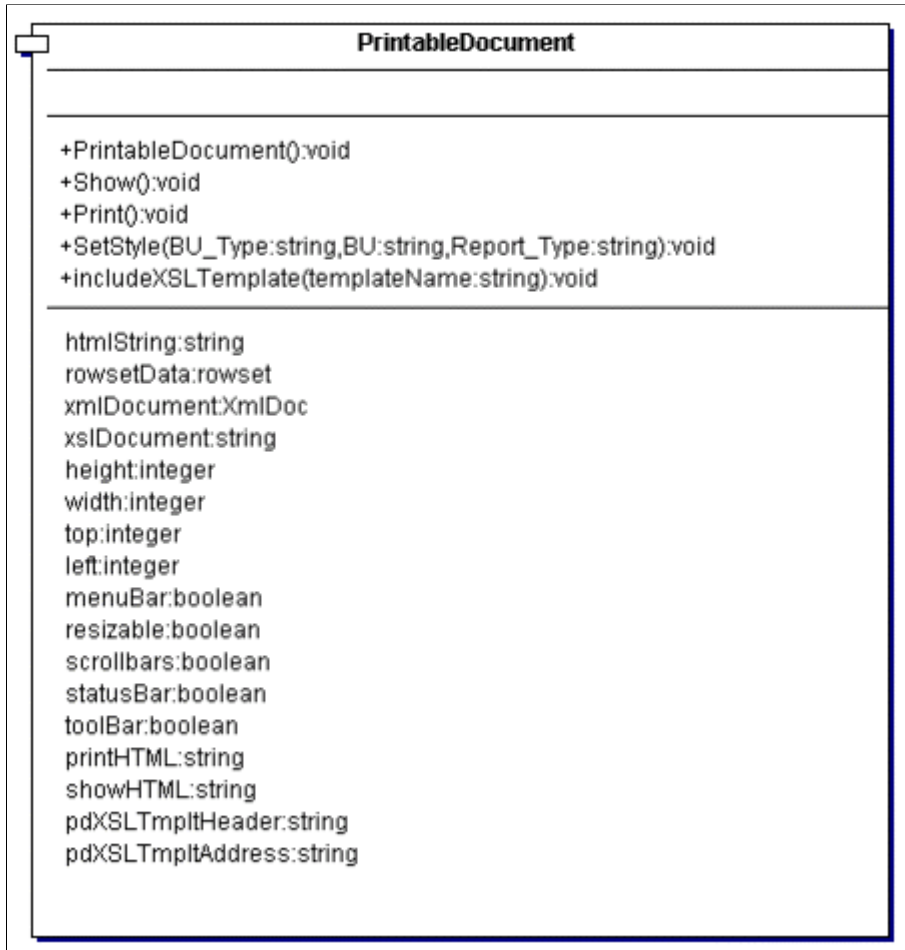 PrintableDocument
+PrintableDocument():void
+Show():void
+Print():void
+SetStyle(BU_Type:string,BU:string,Report_Type:string):void
+includeXSLTemplate(templateName:string):void
htmlString:string
rowsetData:rowset
xmlDocument:XmlDoc
xslDocument:string
height:integer
width:integer
top:integer
left:integer
menuBar:boolean
resizable:boolean
scrollbars:boolean
statusBar:boolean
toolBar:boolean
printHTML:string
showHTML:string
pdXSLTmpltHeader:string
pdXSLTmpltAddress:string